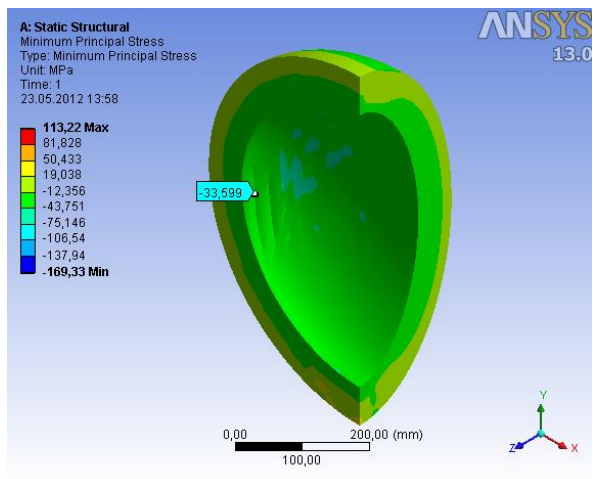 A: Static Structural
Minimum Principal Stress
Type: Minimum Principal Stress
Unit: MPa
Time: 1
23.05.2012 13:58
ANSYS
13.0
113,22 Max
81,828
50,433
19,038
-12,356
-43,751
-75,146
-106,54
-137,94
-169,33 Min
-33,599
0,00
200,00 (mm)
100,00
Y
Z
X